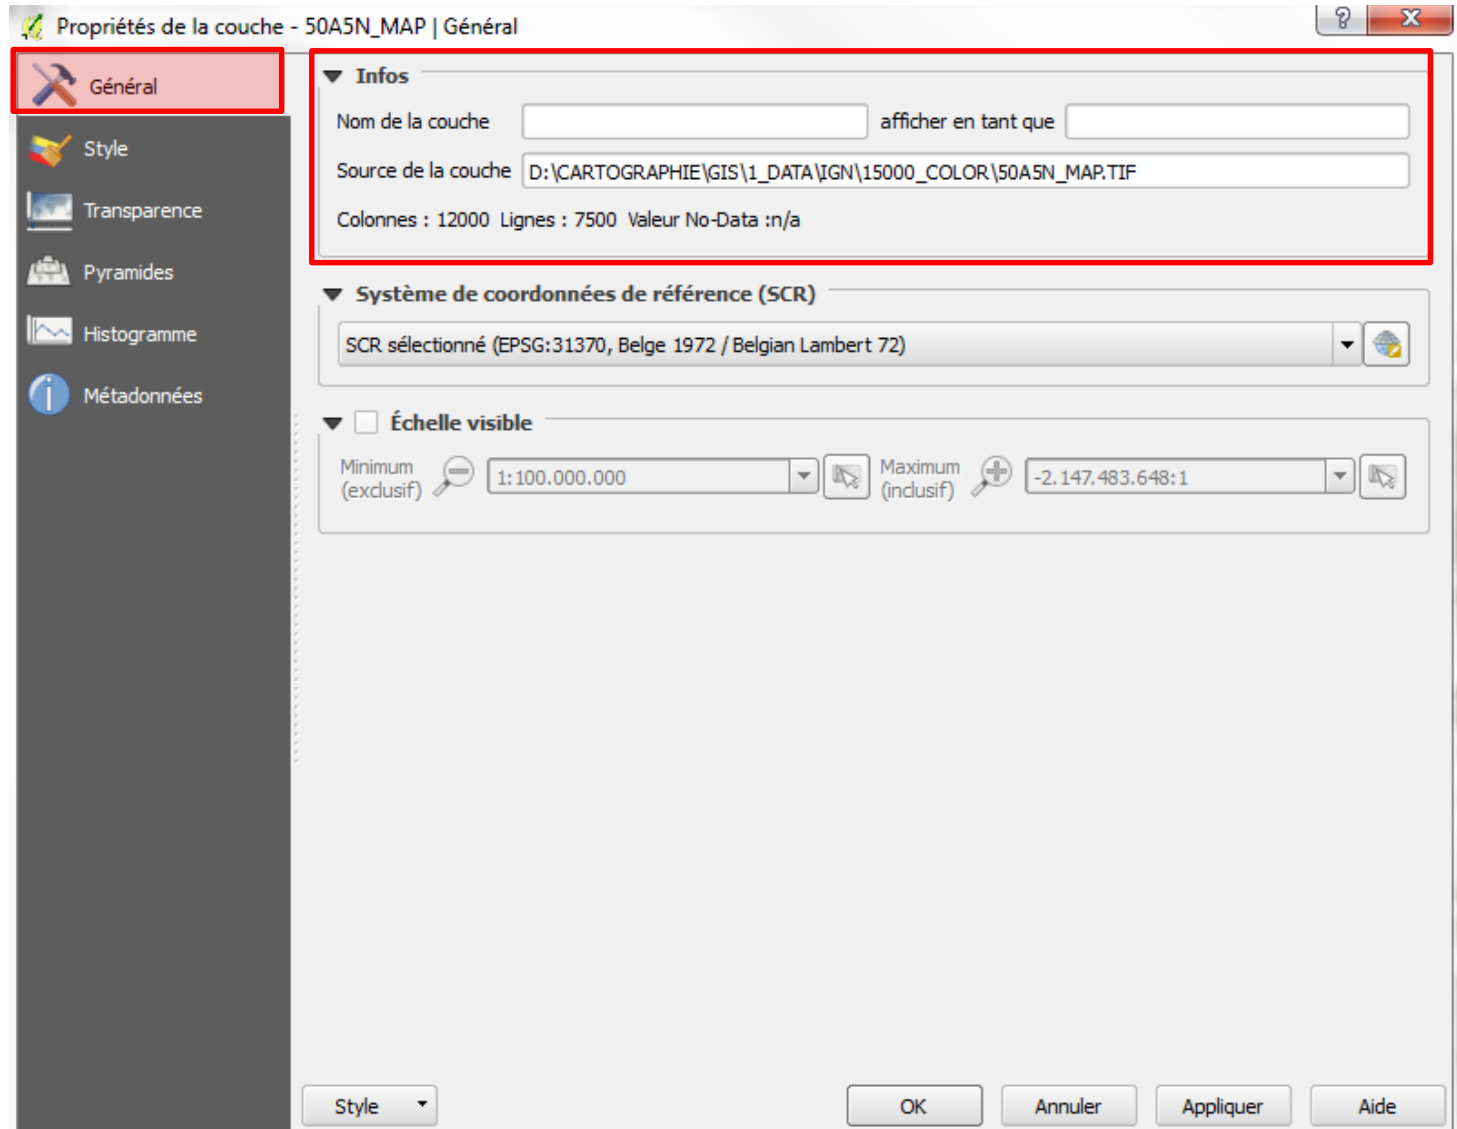 Propriétés de la couche - 50A5N_MAP | Général
Général
Style
Transparence
Pyramides
Histogramme
Métadonnées
Infos
Nom de la couche afficher en tant que
Source de la couche D:\CARTOGRAPHIE\GIS\1_DATA\IGN\15000_COLOR\50A5N_MAP.TIF
Colonnes : 12000 Lignes : 7500 Valeur No-Data :n/a
Système de coordonnées de référence (SCR)
SCR sélectionné (EPSG:31370, Belge 1972 / Belgian Lambert 72)
Échelle visible
Minimum (exclusif) 1:100.000.000 Maximum (inclusif) -2.147.483.648:1
Style OK Annuler Appliquer Aide